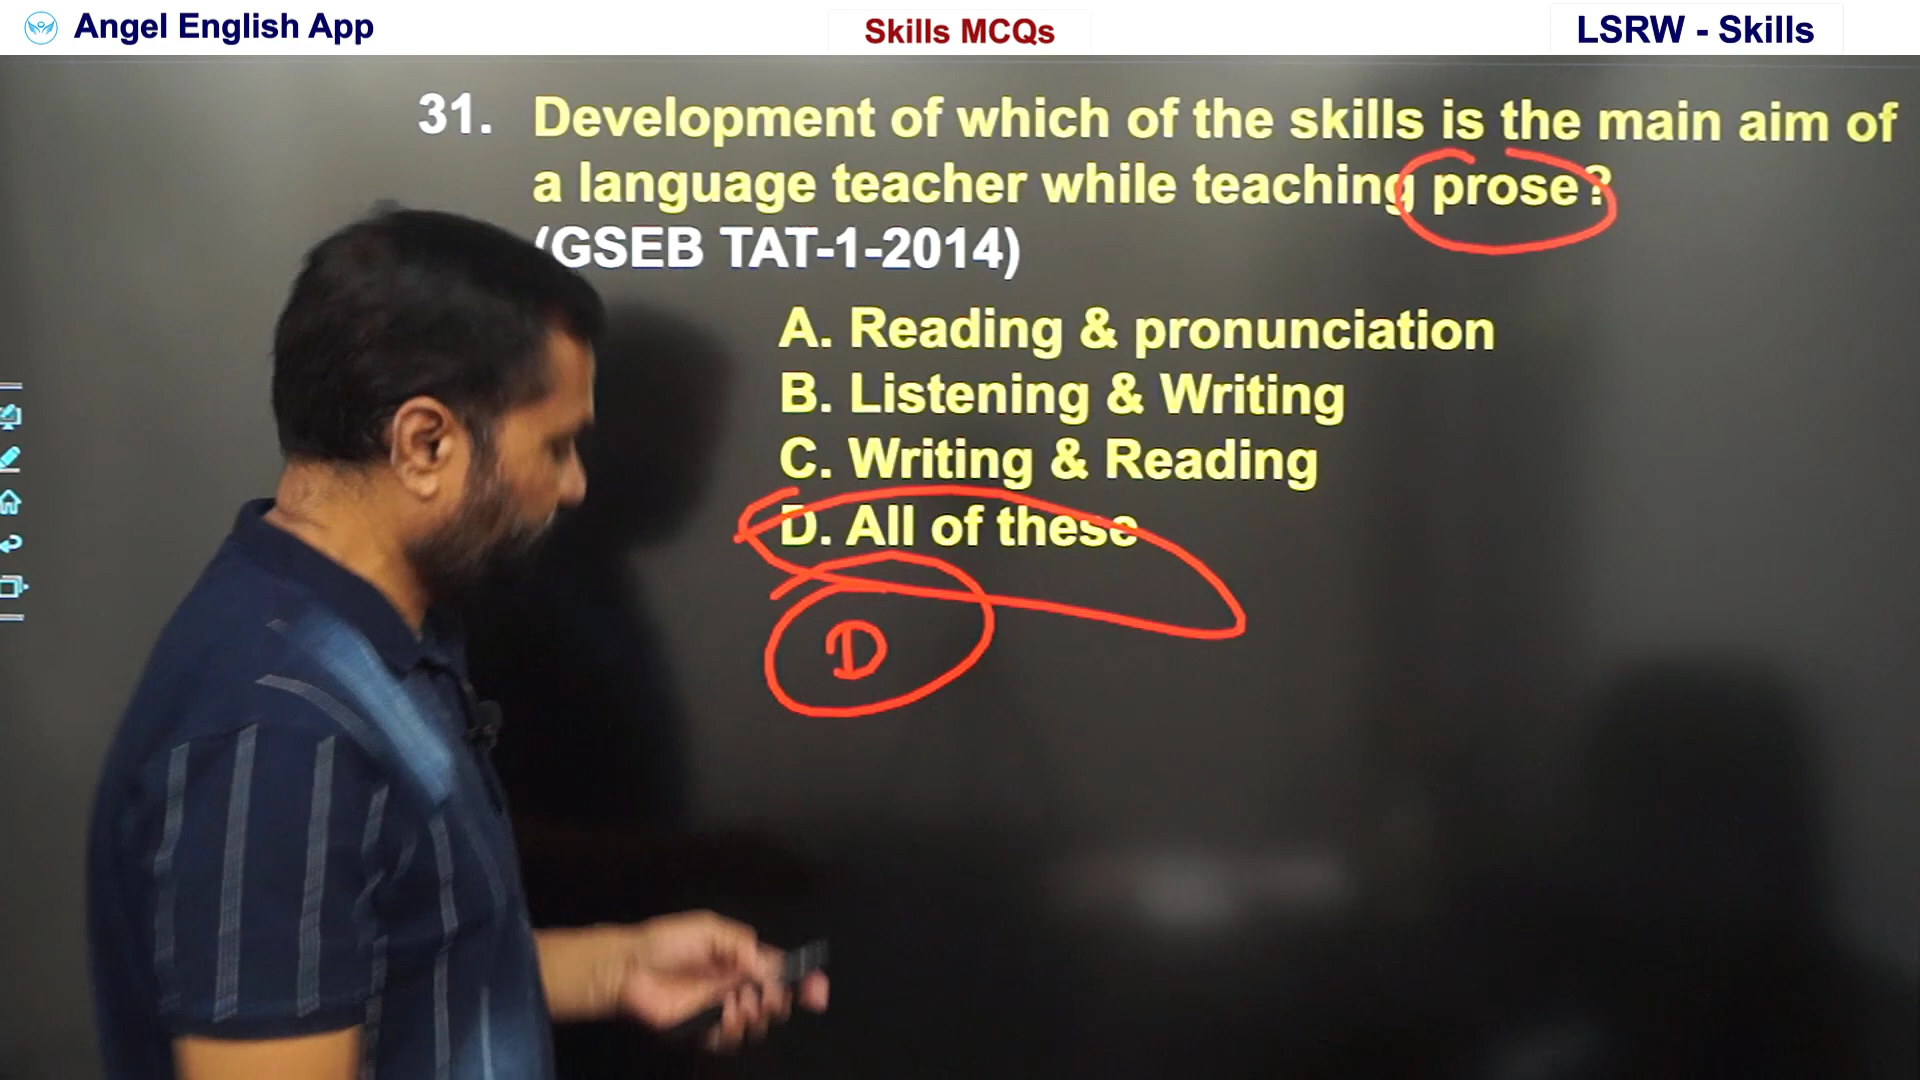 Angel English App
Skills MCQs
LSRW - Skills
31. Development of which of the skills is the main aim of
a language teacher while teaching prose?
(GSEB TAT-1-2014)
A. Reading & pronunciation
B. Listening & Writing
C. Writing & Reading
D. All of these
D